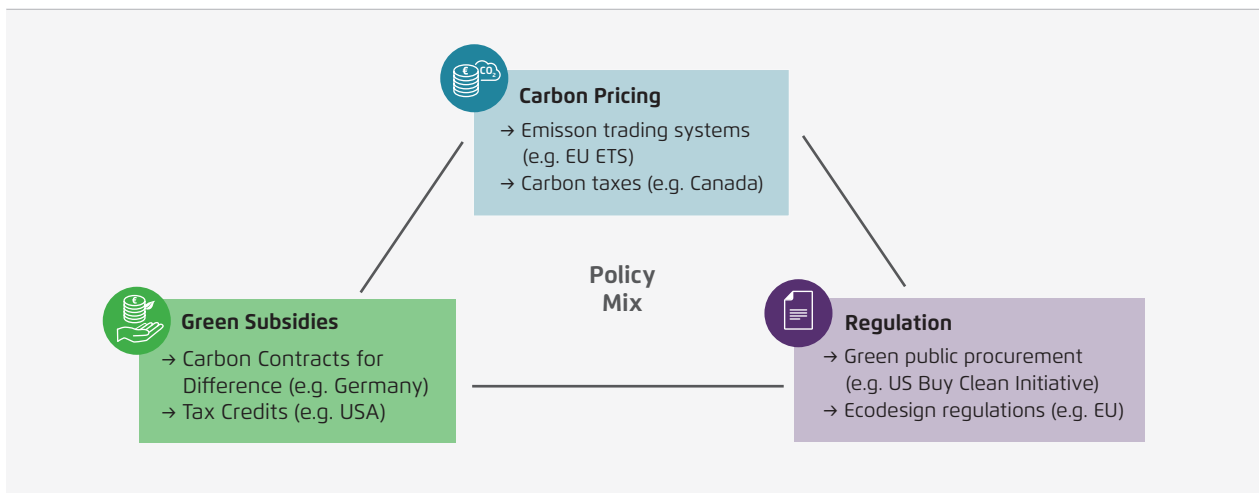 € CO₂
Carbon Pricing
→ Emisson trading systems
(e.g. EU ETS)
→ Carbon taxes (e.g. Canada)
Policy
Mix
€
Green Subsidies
→ Carbon Contracts for
Difference (e.g. Germany)
→ Tax Credits (e.g. USA)
Regulation
→ Green public procurement
(e.g. US Buy Clean Initiative)
→ Ecodesign regulations (e.g. EU)